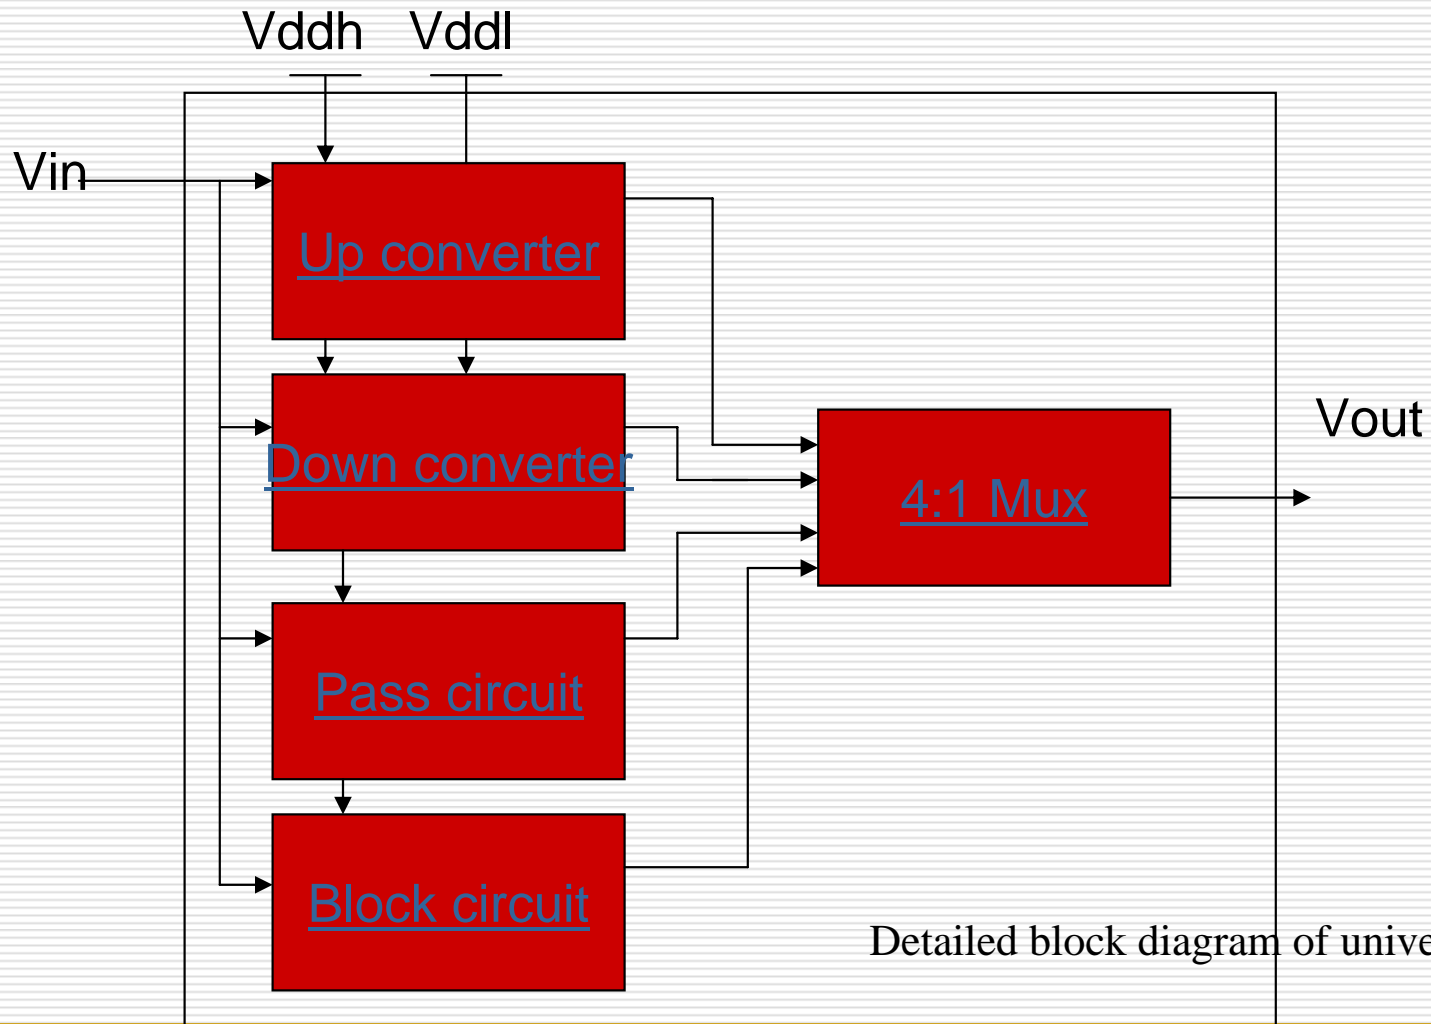 Vddh Vddl
Vin
Up converter
Down converter
Vout
4:1 Mux
Pass circuit
Block circuit
Detailed block diagram of unive